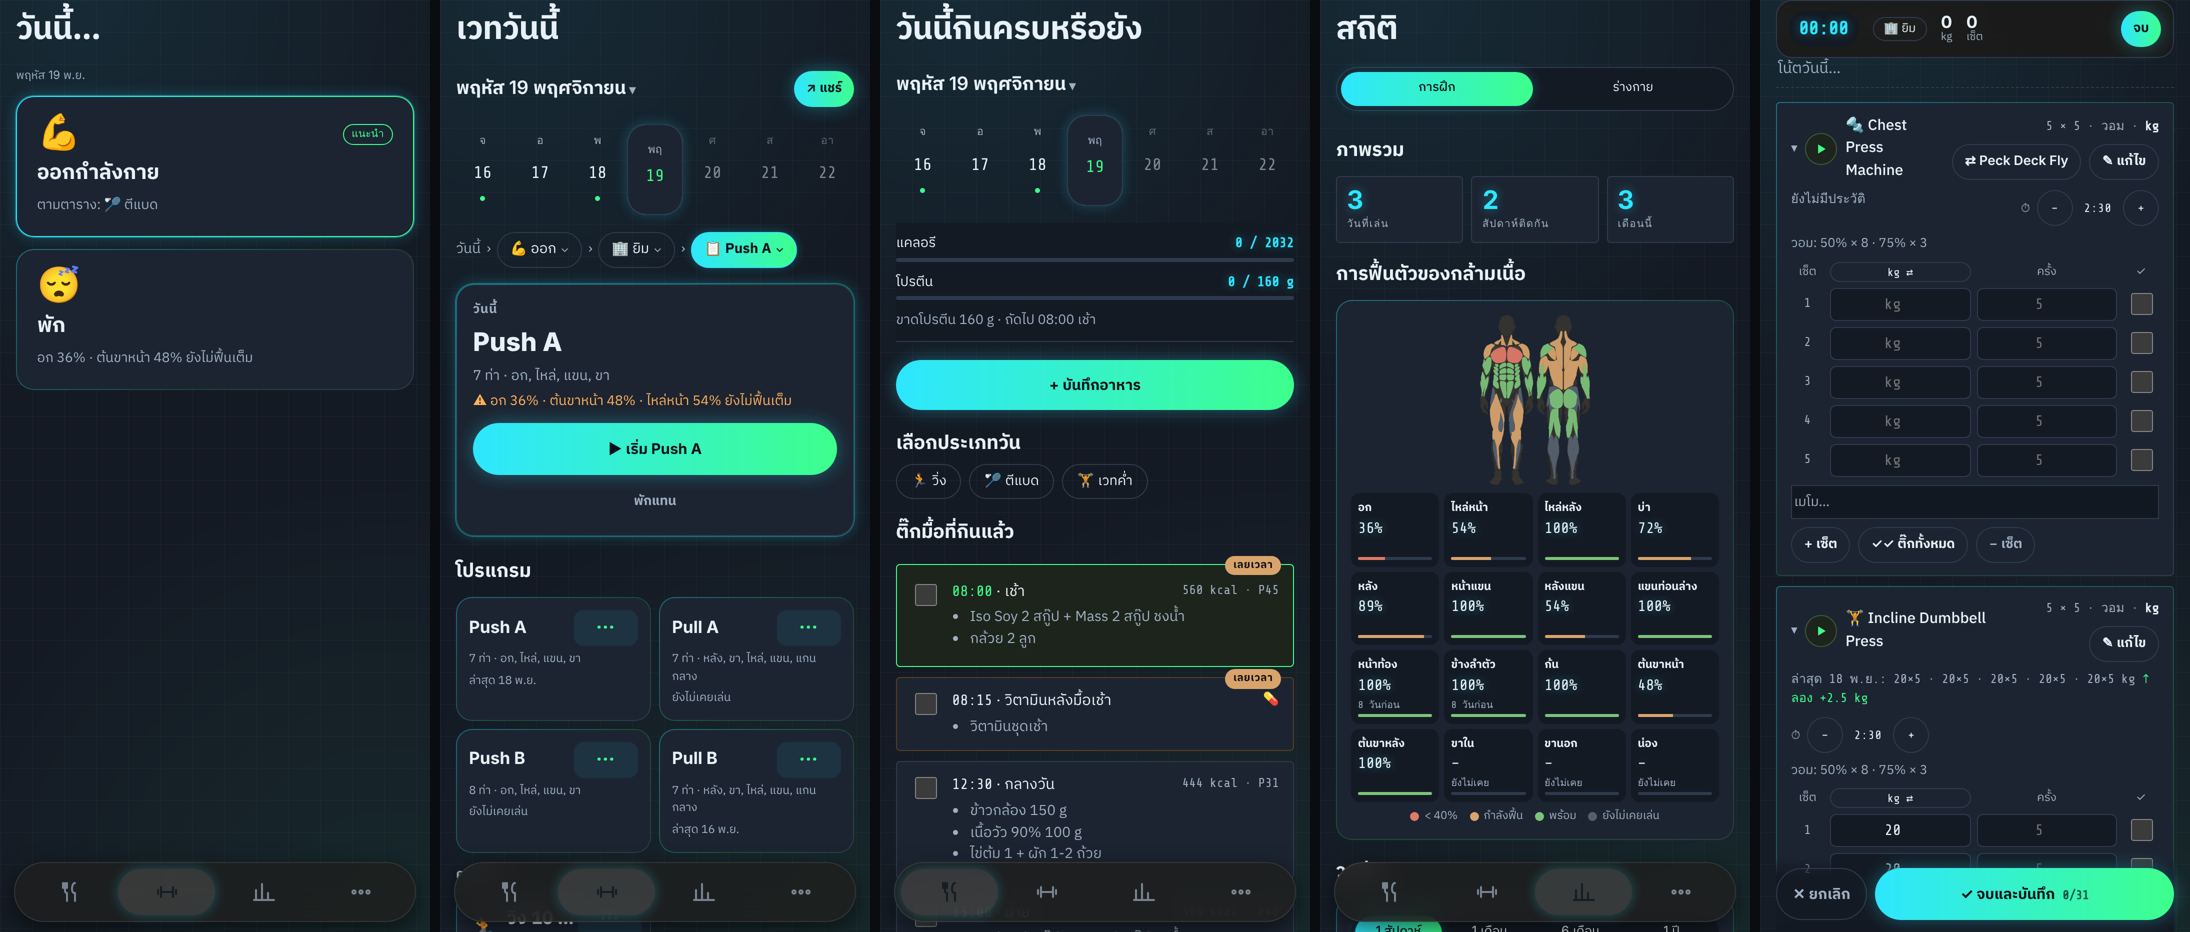 วันนี้...
พฤหัส 19 พ.ย.
แนะนำ
ออกกำลังกาย
ตามตาราง: 🏸 ตีแบด
พัก
อก 36% · ต้นขาหน้า 48% ยังไม่ฟื้นเต็ม
เวทวันนี้
พฤหัส 19 พฤศจิกายน ▾
↗ แชร์
จ อ พ พฤ ศ ส อา
16 17 18 19 20 21 22
วันนี้ › 💪 ออก › 🏢 ยิม › 📋 Push A
วันนี้
Push A
7 ท่า · อก, ไหล่, แขน, ขา
⚠ อก 36% · ต้นขาหน้า 48% · ไหล่หน้า 54% ยังไม่ฟื้นเต็ม
▶ เริ่ม Push A
พักแทน
โปรแกรม
Push A ···
7 ท่า · อก, ไหล่, แขน, ขา
ล่าสุด 18 พ.ย.
Pull A ···
7 ท่า · หลัง, ขา, ไหล่, แขน, แกน
กลาง
ยังไม่เคยเล่น
Push B ···
8 ท่า · อก, ไหล่, แขน, ขา
ยังไม่เคยเล่น
Pull B ···
7 ท่า · หลัง, ขา, ไหล่, แขน, แกน
กลาง
ล่าสุด 16 พ.ย.
วิ่ง 10 ...
วันนี้กินครบหรือยัง
พฤหัส 19 พฤศจิกายน ▾
จ อ พ พฤ ศ ส อา
16 17 18 19 20 21 22
แคลอรี 0 / 2032
โปรตีน 0 / 160 g
ขาดโปรตีน 160 g · ถัดไป 08:00 เช้า
+ บันทึกอาหาร
เลือกประเภทวัน
🏃 วิ่ง 🏸 ตีแบด 🏋 เวทค่ำ
ติ๊กมื้อที่กินแล้ว
เลยเวลา
08:00 · เช้า 560 kcal · P45
• Iso Soy 2 สกู๊ป + Mass 2 สกู๊ป ชงน้ำ
• กล้วย 2 ลูก
เลยเวลา
08:15 · วิตามินหลังมื้อเช้า
• วิตามินชุดเช้า
12:30 · กลางวัน 444 kcal · P31
• ข้าวกล้อง 150 g
• เนื้อวัว 90% 100 g
• ไข่ต้ม 1 + ผัก 1-2 ถ้วย
สถิติ
การฝึก ร่างกาย
ภาพรวม
3 2 3
วันที่เล่น สัปดาห์ติดกัน เดือนนี้
การฟื้นตัวของกล้ามเนื้อ
อก ไหล่หน้า ไหล่หลัง บ่า
36% 54% 100% 72%
หลัง หน้าแขน หลังแขน แขนท่อนล่าง
89% 100% 54% 100%
หน้าท้อง ข้างลำตัว ก้น ต้นขาหน้า
100% 100% 100% 48%
8 วันก่อน 8 วันก่อน
ต้นขาหลัง ขาใน ขานอก น่อง
100% – – –
ยังไม่เคย ยังไม่เคย ยังไม่เคย
< 40% กำลังฟื้น พร้อม ยังไม่เคยเล่น
1 สัปดาห์ 1 เดือน 6 เดือน 1 ปี
00:00 🏢 ยิม 0 0 จบ
kg เซ็ต
โน้ตวันนี้...
▾ ▶ 🔩 Chest
Press
Machine
5 × 5 · วอม · kg
⇄ Peck Deck Fly ✎ แก้ไข
ยังไม่มีประวัติ ⏱ − 2:30 +
วอม: 50% × 8 · 75% × 3
เซ็ต kg ⇄ ครั้ง ✓
1 kg 5
2 kg 5
3 kg 5
4 kg 5
5 kg 5
เมโม...
+ เซ็ต ✓✓ ติ๊กทั้งหมด − เซ็ต
5 × 5 · วอม · kg
▾ ▶ 🏋 Incline Dumbbell
Press
✎ แก้ไข
ล่าสุด 18 พ.ย.: 20×5 · 20×5 · 20×5 · 20×5 · 20×5 kg ↑
ลอง +2.5 kg
⏱ − 2:30 +
วอม: 50% × 8 · 75% × 3
เซ็ต kg ⇄ ครั้ง ✓
1 20 5
2 20
✕ ยกเลิก ✓ จบและบันทึก 0/31